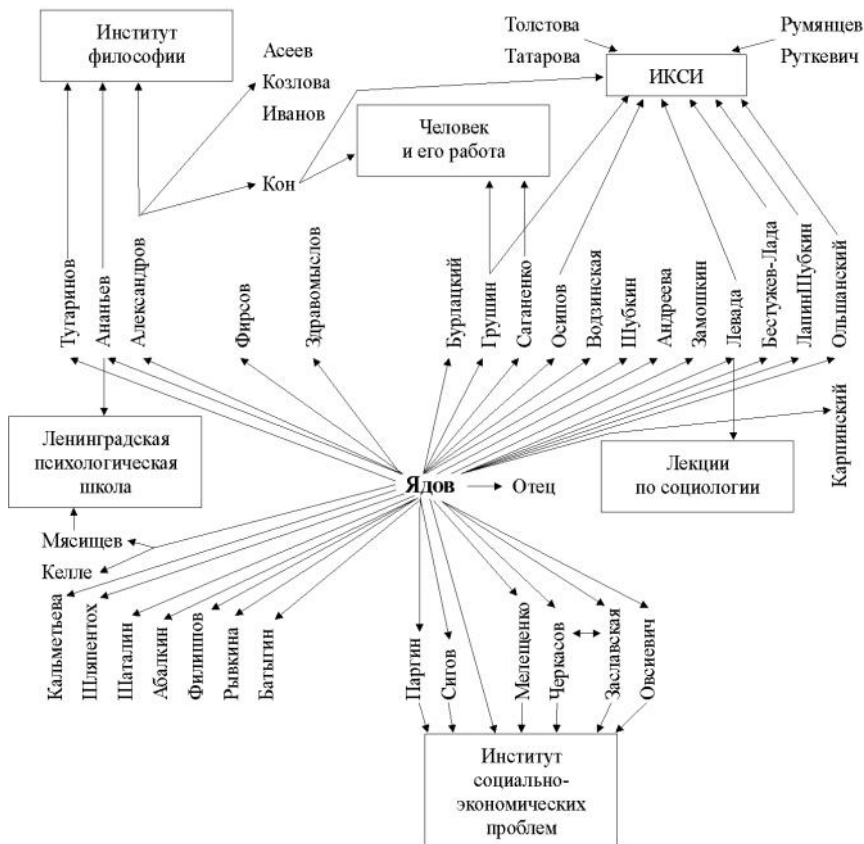 Институт
философии
Асеев
Козлова
Иванов
Кон
Толстова
Татарова
Румянцев
Руткевич
ИКСИ
Человек
и его работа
Тугаринов
Ананьев
Александров
Фирсов
Здравомыслов
Бурлацкий
Грушин
Саганенко
Осипов
Водзинская
Шубкин
Андреева
Замошкин
Левада
Бестужев-Лада
ЛапинШубкин
Ольшанский
Карпинский
Ленинградская
психологическая
школа
Ядов
Отец
Лекции
по социологии
Мясищев
Келле
Кальметьева
Шляпентох
Шаталин
Абалкин
Филиппов
Рывкина
Батыгин
Паргин
Сигов
Мелещенко
Черкасов
Заславская
Овсиевич
Институт
социально-
экономических
проблем